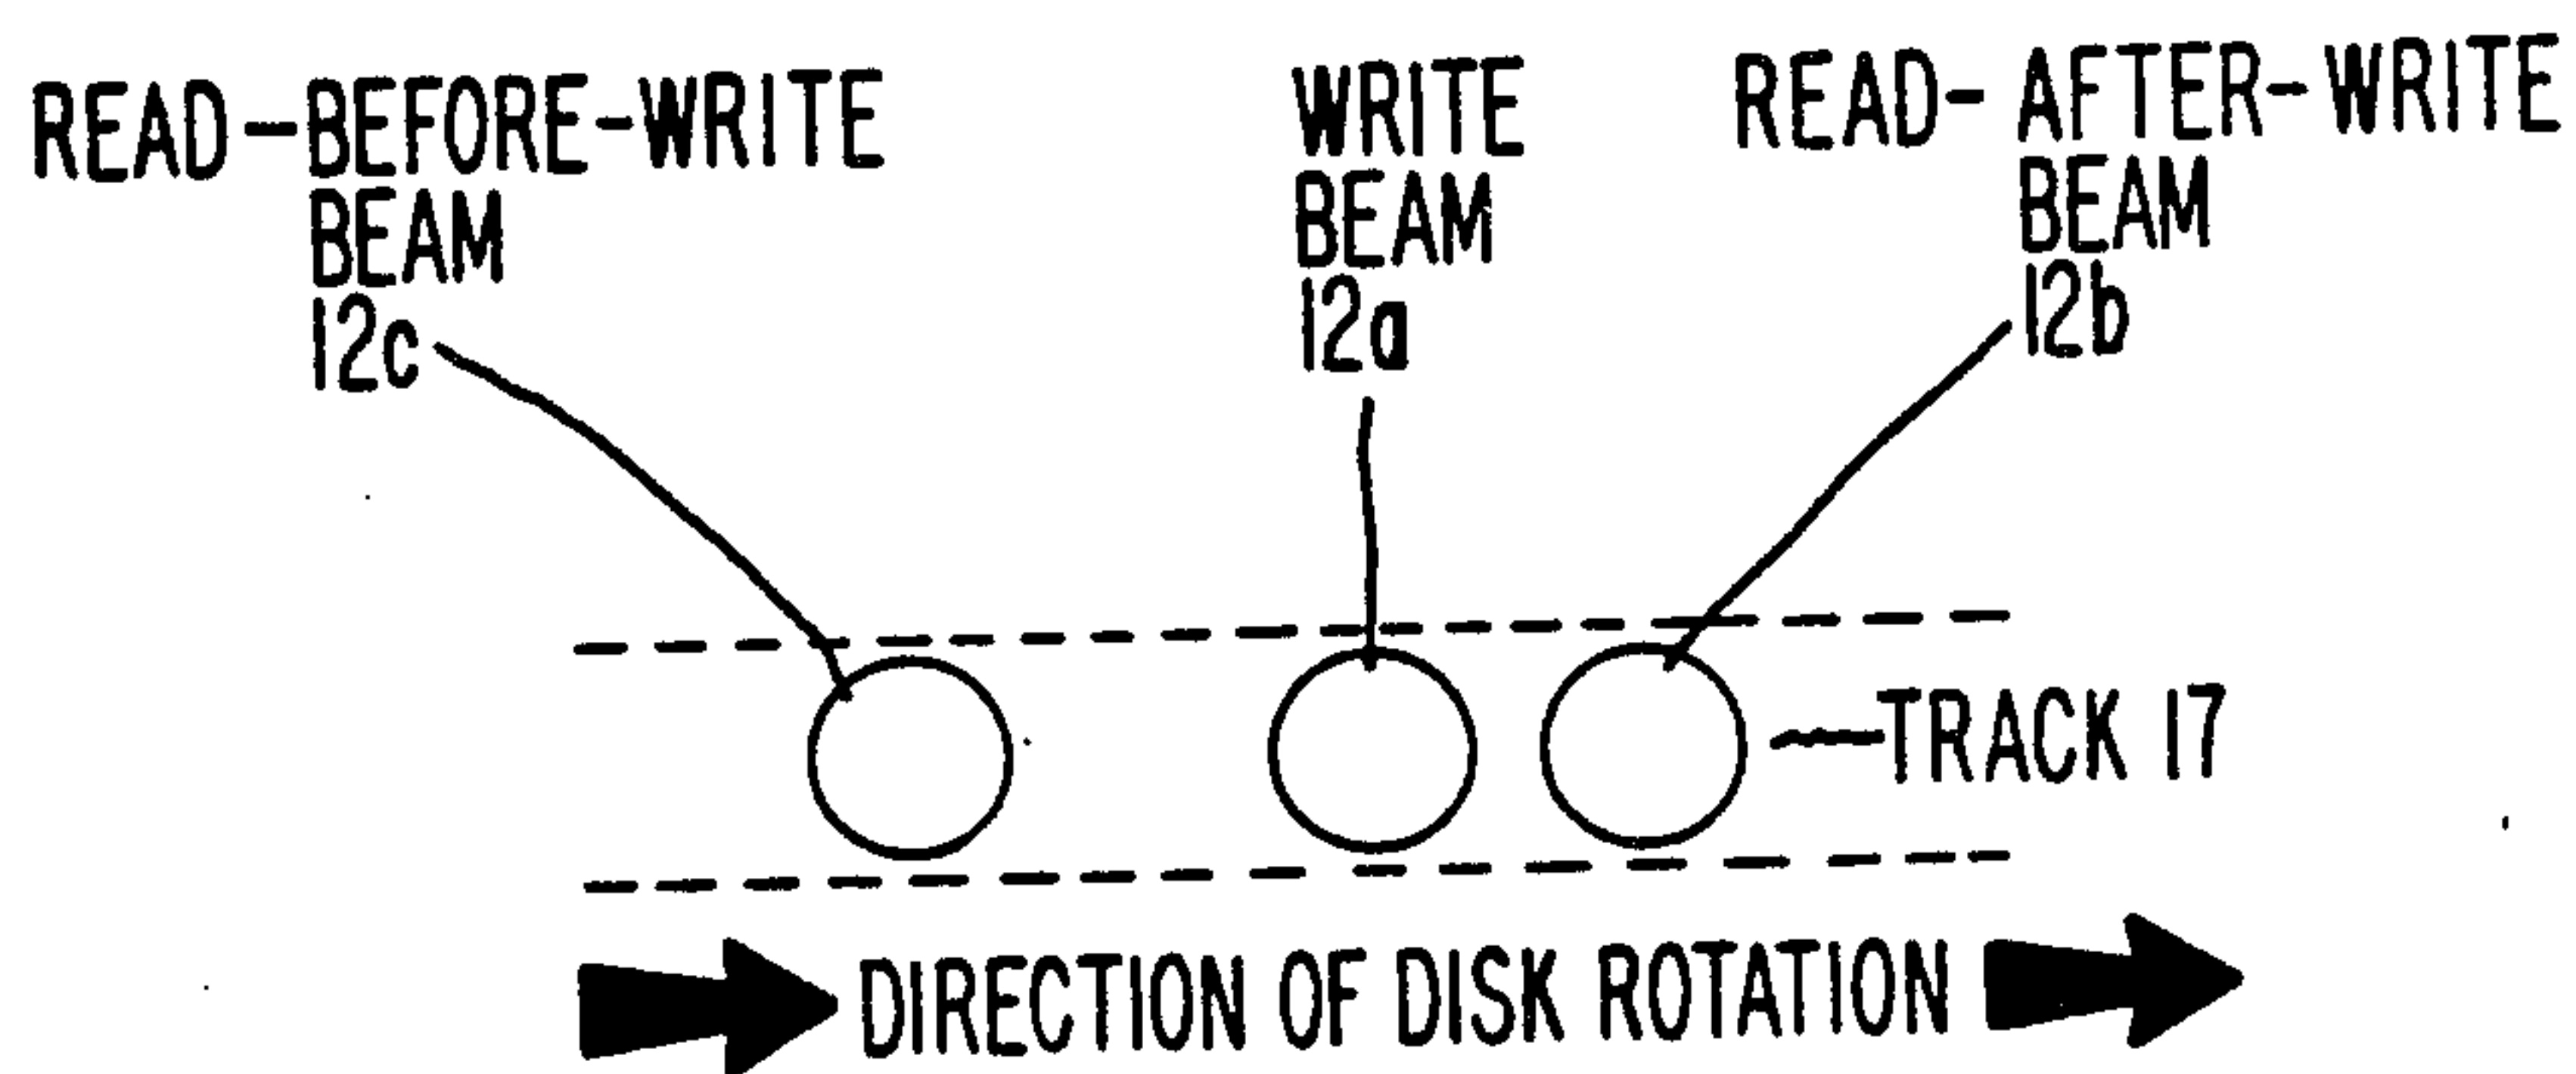 READ-BEFORE-WRITE
BEAM
12c
WRITE
BEAM
12a
READ-AFTER-WRITE
BEAM
12b
TRACK 17
DIRECTION OF DISK ROTATION